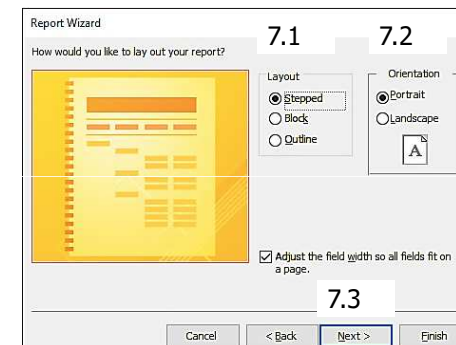 Report Wizard
How would you like to lay out your report?
7.1
7.2
Layout
Stepped
Block
Outline
Orientation
Portrait
Landscape
A
Adjust the field width so all fields fit on
a page.
7.3
Cancel
< Back
Next >
Finish